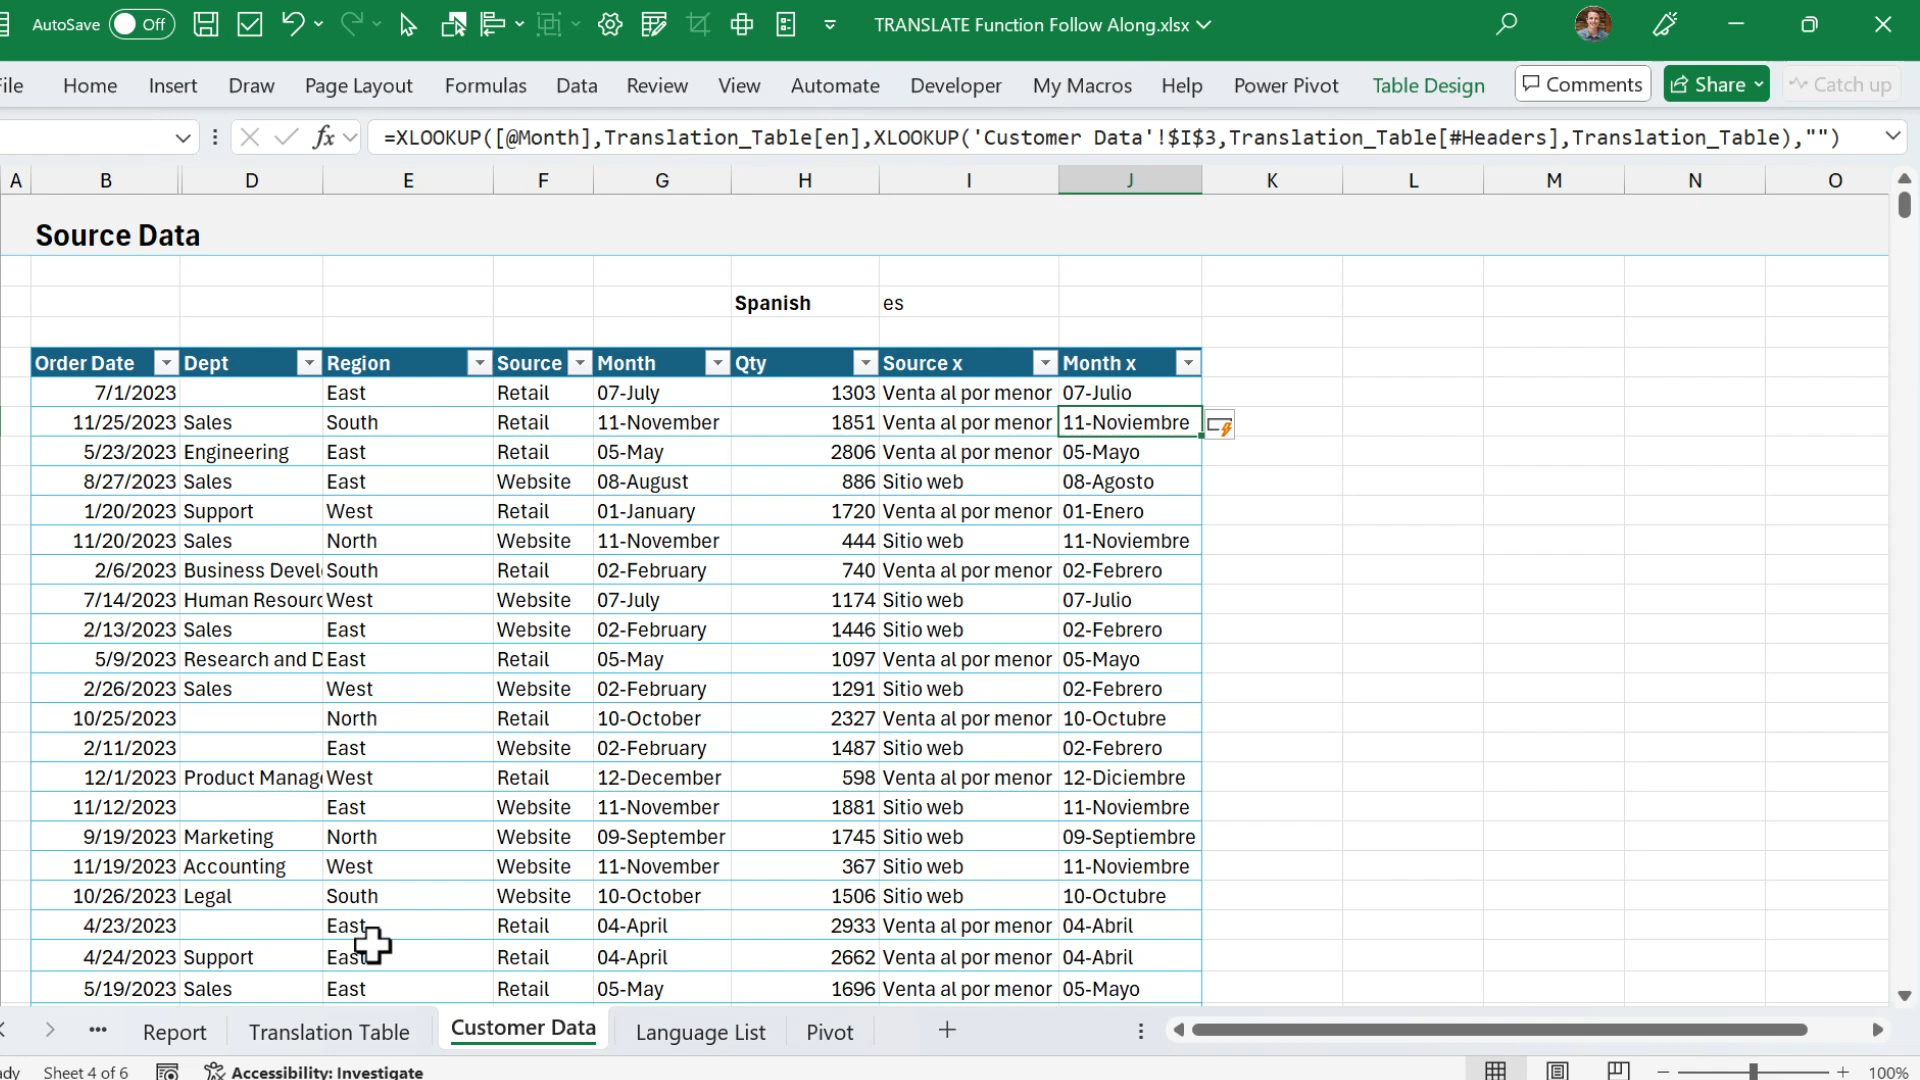 AutoSave Off TRANSLATE Function Follow Along.xlsx
File Home Insert Draw Page Layout Formulas Data Review View Automate Developer My Macros Help Power Pivot Table Design Comments Share Catch up
fx =XLOOKUP([@Month],Translation_Table[en],XLOOKUP('Customer Data'!$I$3,Translation_Table[#Headers],Translation_Table),"")
A B D E F G H I J K L M N O
Source Data
Spanish es
Order Date Dept Region Source Month Qty Source x Month x
7/1/2023 East Retail 07-July 1303 Venta al por menor 07-Julio
11/25/2023 Sales South Retail 11-November 1851 Venta al por menor 11-Noviembre
5/23/2023 Engineering East Retail 05-May 2806 Venta al por menor 05-Mayo
8/27/2023 Sales East Website 08-August 886 Sitio web 08-Agosto
1/20/2023 Support West Retail 01-January 1720 Venta al por menor 01-Enero
11/20/2023 Sales North Website 11-November 444 Sitio web 11-Noviembre
2/6/2023 Business Devel South Retail 02-February 740 Venta al por menor 02-Febrero
7/14/2023 Human Resourc West Website 07-July 1174 Sitio web 07-Julio
2/13/2023 Sales East Website 02-February 1446 Sitio web 02-Febrero
5/9/2023 Research and D East Retail 05-May 1097 Venta al por menor 05-Mayo
2/26/2023 Sales West Website 02-February 1291 Sitio web 02-Febrero
10/25/2023 North Retail 10-October 2327 Venta al por menor 10-Octubre
2/11/2023 East Website 02-February 1487 Sitio web 02-Febrero
12/1/2023 Product Manag West Retail 12-December 598 Venta al por menor 12-Diciembre
11/12/2023 East Website 11-November 1881 Sitio web 11-Noviembre
9/19/2023 Marketing North Website 09-September 1745 Sitio web 09-Septiembre
11/19/2023 Accounting West Website 11-November 367 Sitio web 11-Noviembre
10/26/2023 Legal South Website 10-October 1506 Sitio web 10-Octubre
4/23/2023 East Retail 04-April 2933 Venta al por menor 04-Abril
4/24/2023 Support East Retail 04-April 2662 Venta al por menor 04-Abril
5/19/2023 Sales East Retail 05-May 1696 Venta al por menor 05-Mayo
Report Translation Table Customer Data Language List Pivot
ady Sheet 4 of 6 Accessibility: Investigate 100%